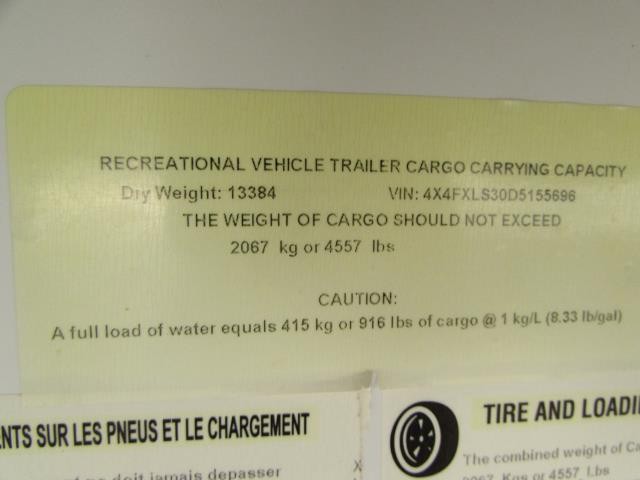 RECREATIONAL VEHICLE TRAILER CARGO CARRYING CAPACITY
Dry Weight: 13384 VIN: 4X4FXLS30D5155696
THE WEIGHT OF CARGO SHOULD NOT EXCEED
2067 kg or 4557 lbs
CAUTION:
A full load of water equals 415 kg or 916 lbs of cargo @ 1 kg/L (8.33 lb/gal)
ENTS SUR LES PNEUS ET LE CHARGEMENT
doit jamais depasser X
TIRE AND LOADI
The combined weight of Ca
2067 Kgs or 4557 Lbs